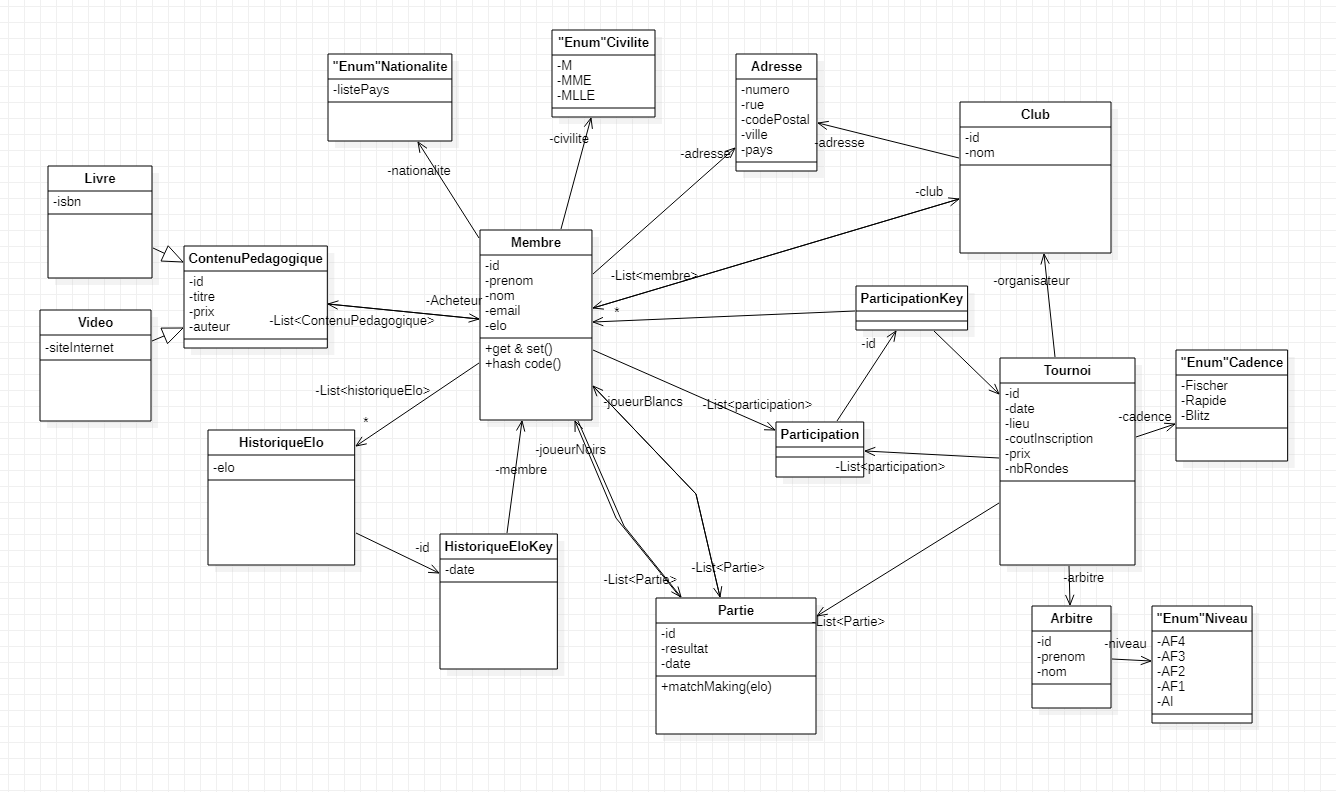 "Enum"Civilite
-M
-MME
-MLLE
"Enum"Nationalite
-listePays
Adresse
-numero
-rue
-codePostal
-ville
-pays
Club
-id
-nom
-civilite
-adresse
-adresse
-nationalite
-club
Livre
-isbn
ContenuPedagogique
-id
-titre
-prix
-auteur
Video
-siteInternet
Membre
-id
-prenom
-nom
-email
-elo
+get & set()
+hash code()
-List<membre>
-organisateur
-Acheteur
-List<ContenuPedagogique>
*
ParticipationKey
-id
Tournoi
-id
-date
-lieu
-coutInscription
-prix
-nbRondes
"Enum"Cadence
-Fischer
-Rapide
-Blitz
-cadence
-List<historiqueElo>
*
-joueurBlancs
-List<participation>
Participation
-List<participation>
HistoriqueElo
-elo
-joueurNoirs
-membre
-id
HistoriqueEloKey
-date
-List<Partie>
-List<Partie>
-arbitre
Partie
-id
-resultat
-date
+matchMaking(elo)
-List<Partie>
Arbitre
-id
-prenom
-nom
-niveau
"Enum"Niveau
-AF4
-AF3
-AF2
-AF1
-AI